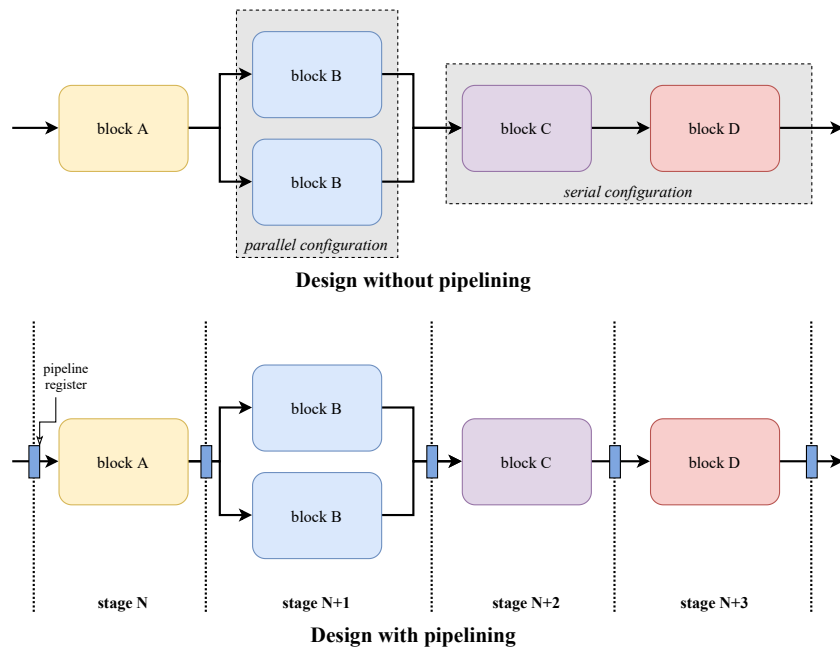 block B
block A
block C
block D
block B
serial configuration
parallel configuration
Design without pipelining
pipeline
register
block B
block A
block C
block D
block B
stage N
stage N+1
stage N+2
stage N+3
Design with pipelining